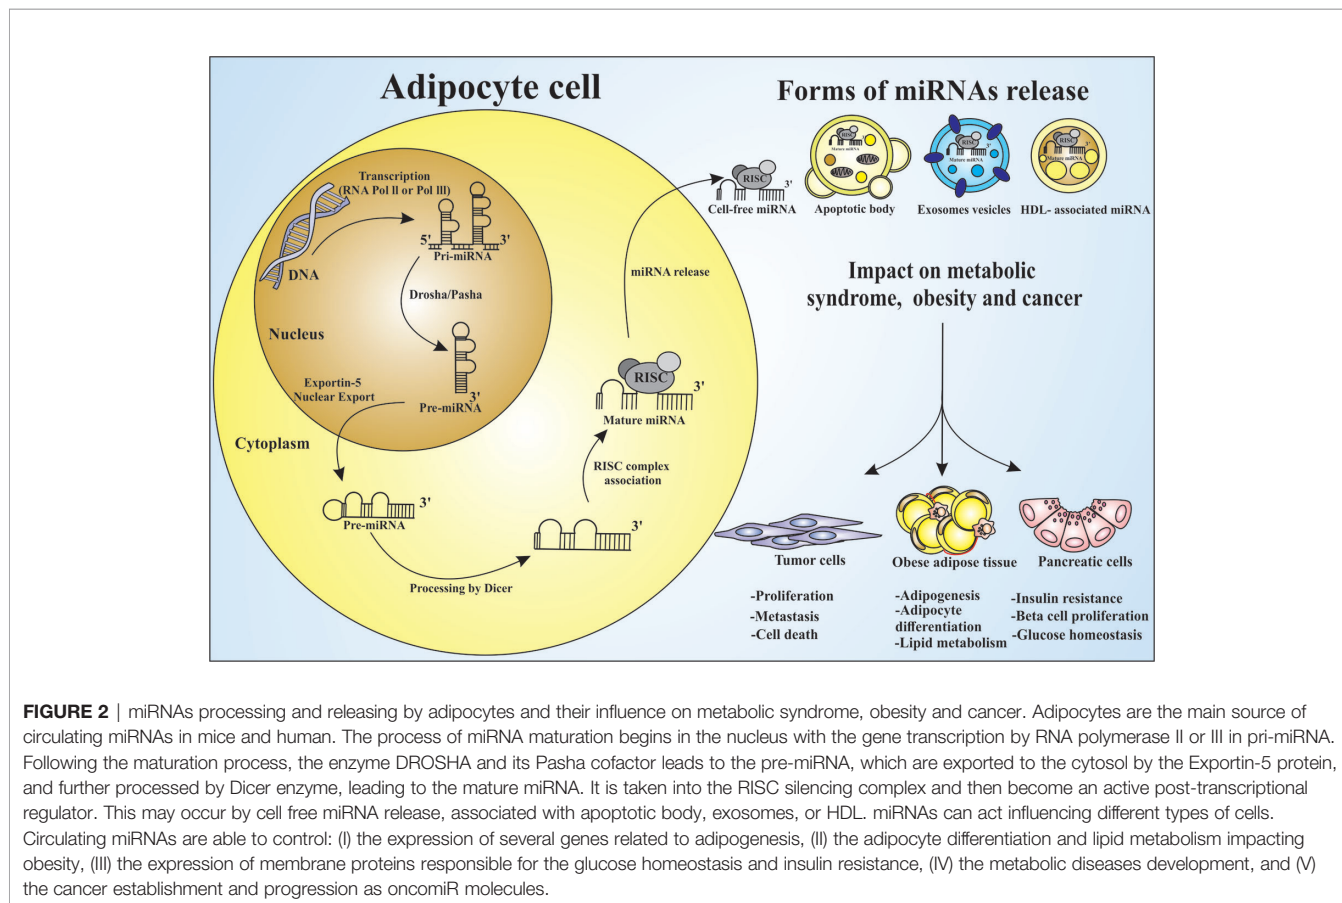 Adipocyte cell
Forms of miRNAs release
Transcription
(RNA Pol II or Pol III)
5'
3'
Pri-miRNA
DNA
Drosha/Pasha
Nucleus
3'
Pre-miRNA
Exportin-5
Nuclear Export
Cytoplasm
3'
Pre-miRNA
Processing by Dicer
3'
RISC complex
association
RISC
3'
Mature miRNA
miRNA release
RISC
3'
Cell-free miRNA
RISC
3'
Mature miRNA
Apoptotic body
RISC
3'
Mature miRNA
Exosomes vesicles
RISC
3'
Mature miRNA
HDL- associated miRNA
Impact on metabolic
syndrome, obesity and cancer
Tumor cells
-Proliferation
-Metastasis
-Cell death
Obese adipose tissue
-Adipogenesis
-Adipocyte
differentiation
-Lipid metabolism
Pancreatic cells
-Insulin resistance
-Beta cell proliferation
-Glucose homeostasis
FIGURE 2 | miRNAs processing and releasing by adipocytes and their influence on metabolic syndrome, obesity and cancer. Adipocytes are the main source of
circulating miRNAs in mice and human. The process of miRNA maturation begins in the nucleus with the gene transcription by RNA polymerase II or III in pri-miRNA.
Following the maturation process, the enzyme DROSHA and its Pasha cofactor leads to the pre-miRNA, which are exported to the cytosol by the Exportin-5 protein,
and further processed by Dicer enzyme, leading to the mature miRNA. It is taken into the RISC silencing complex and then become an active post-transcriptional
regulator. This may occur by cell free miRNA release, associated with apoptotic body, exosomes, or HDL. miRNAs can act influencing different types of cells.
Circulating miRNAs are able to control: (I) the expression of several genes related to adipogenesis, (II) the adipocyte differentiation and lipid metabolism impacting
obesity, (III) the expression of membrane proteins responsible for the glucose homeostasis and insulin resistance, (IV) the metabolic diseases development, and (V)
the cancer establishment and progression as oncomiR molecules.